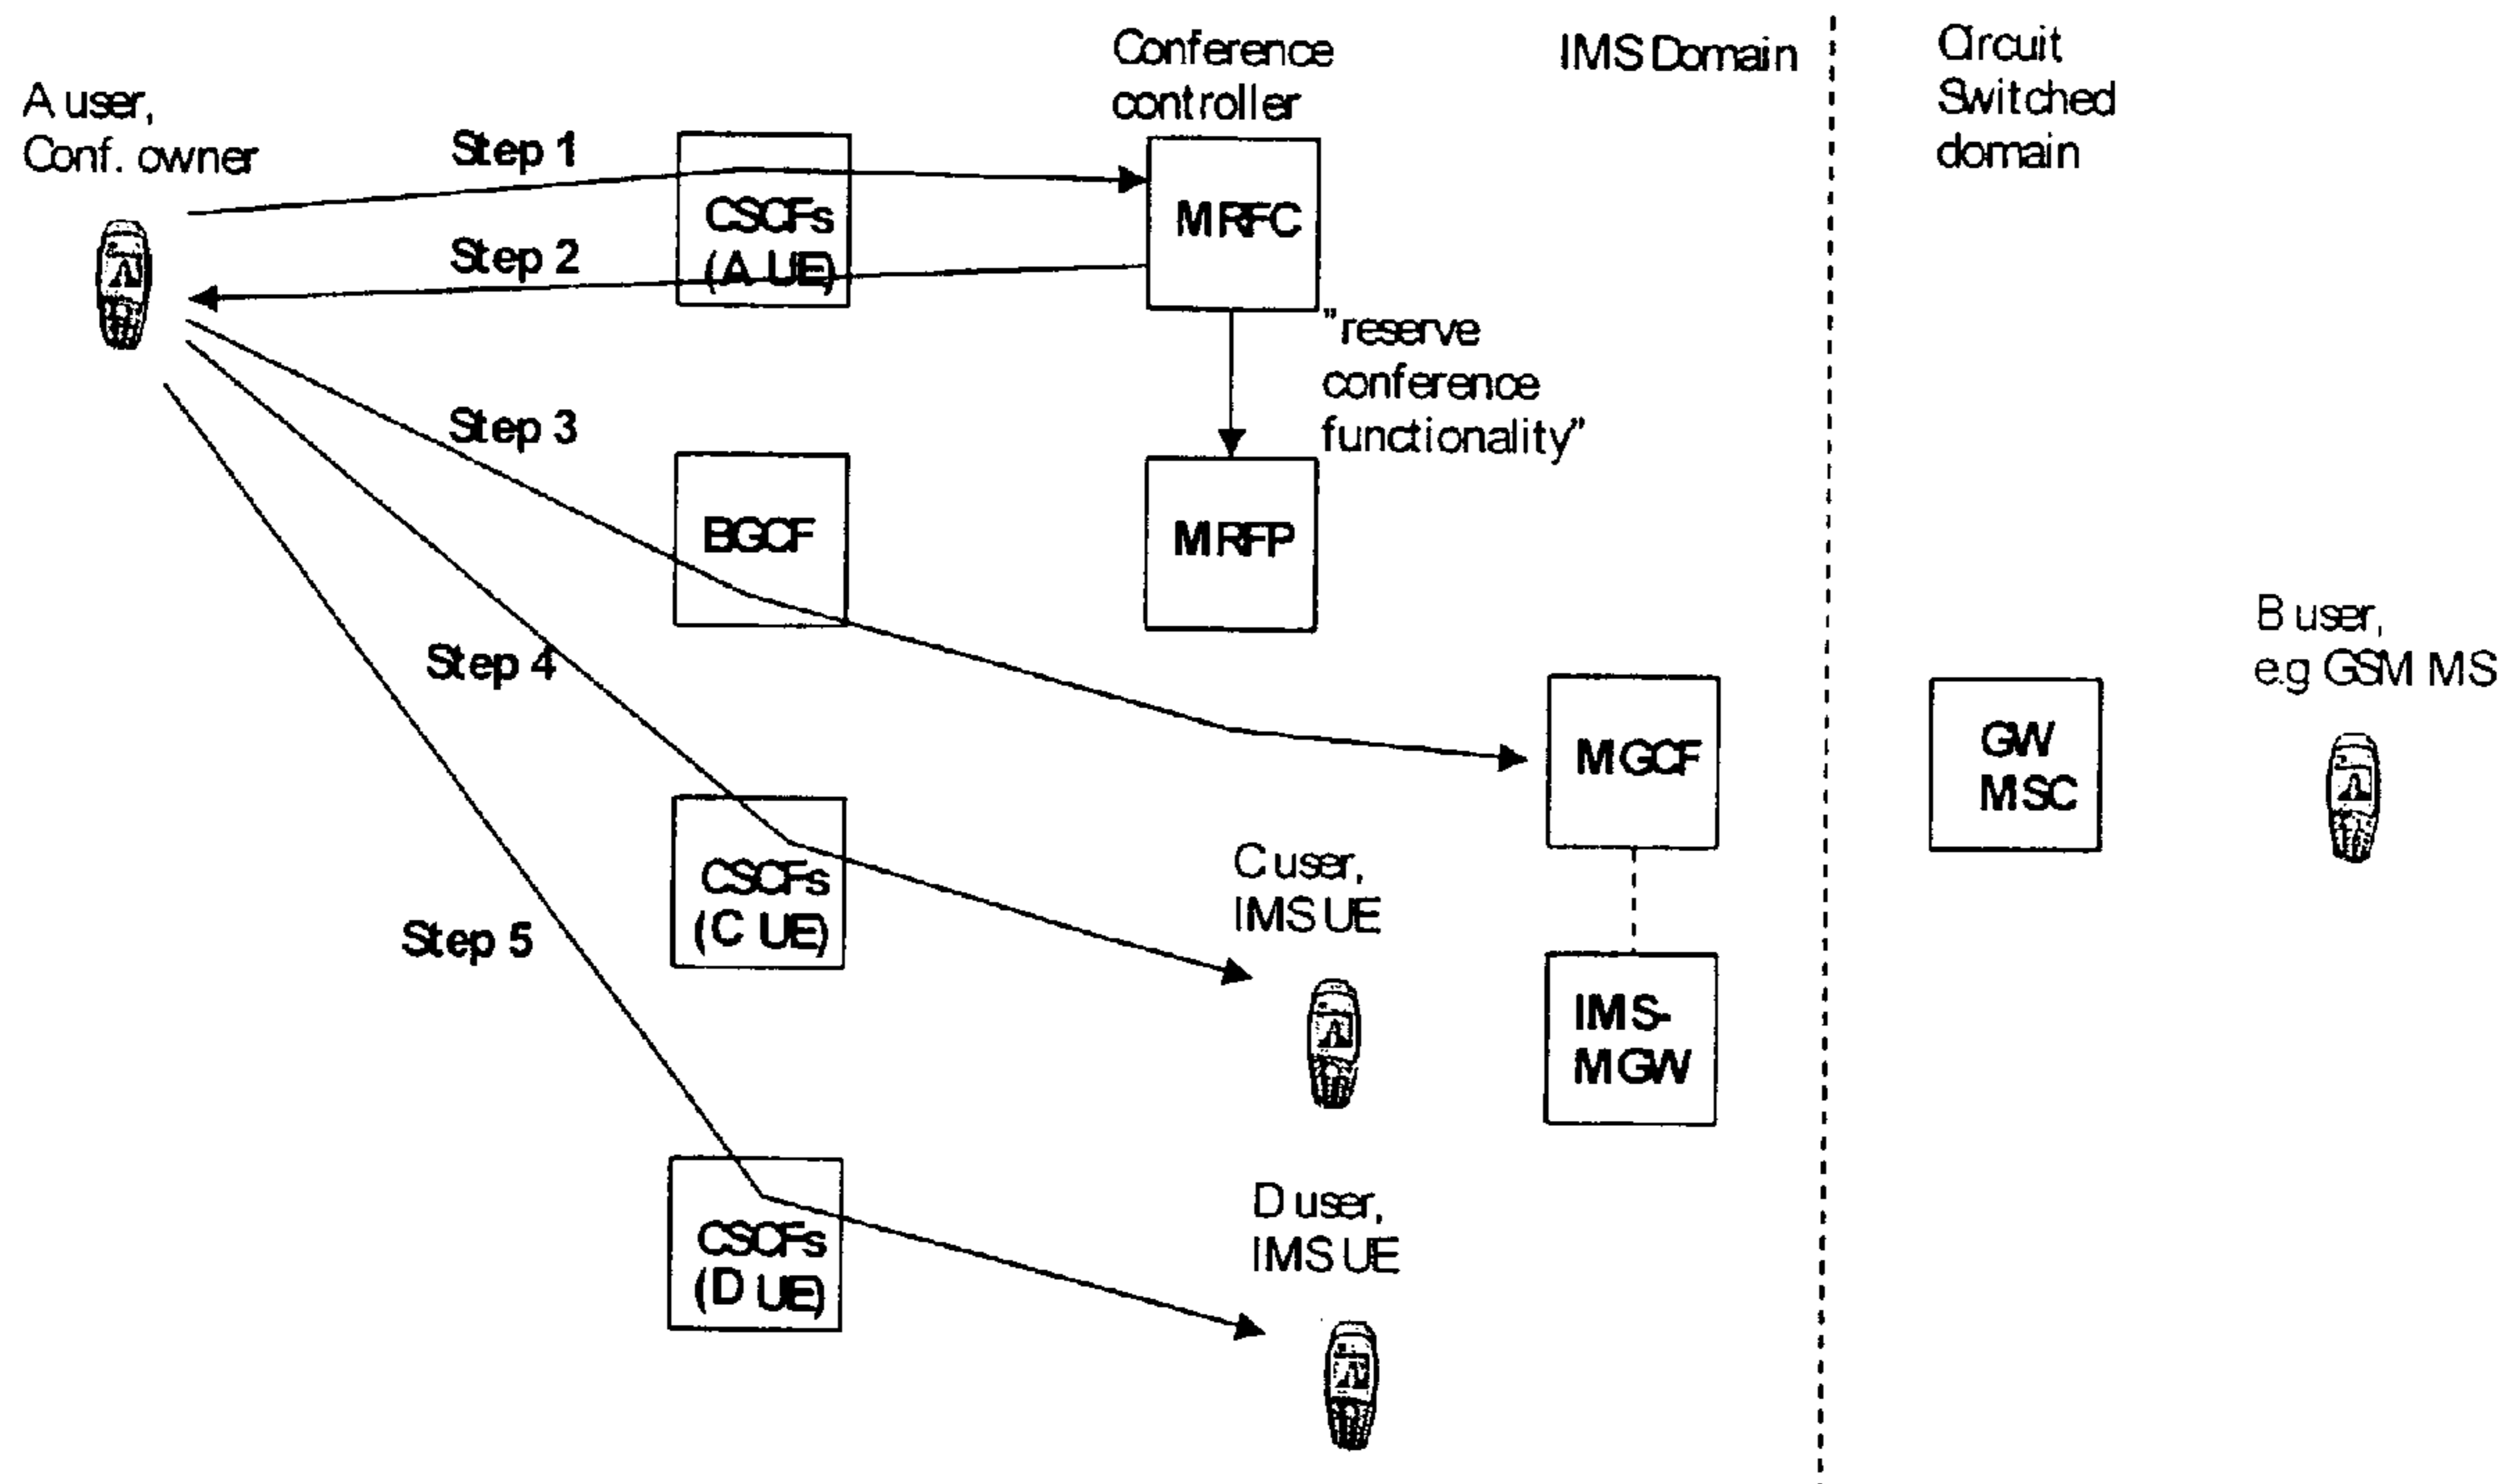 A user,
Conf. owner
Step 1
Step 2
CSCFs
(A UE)
Conference
controller
MRFC
IMS Domain
Circuit
Switched
domain
"reserve
conference
functionality"
Step 3
BGCF
MRFP
Step 4
MGCF
GW
MSC
B user,
e.g GSM MS
CSCFs
(C UE)
C user,
IMS UE
Step 5
IMS-
MGW
CSCFs
(D UE)
D user,
IMS UE